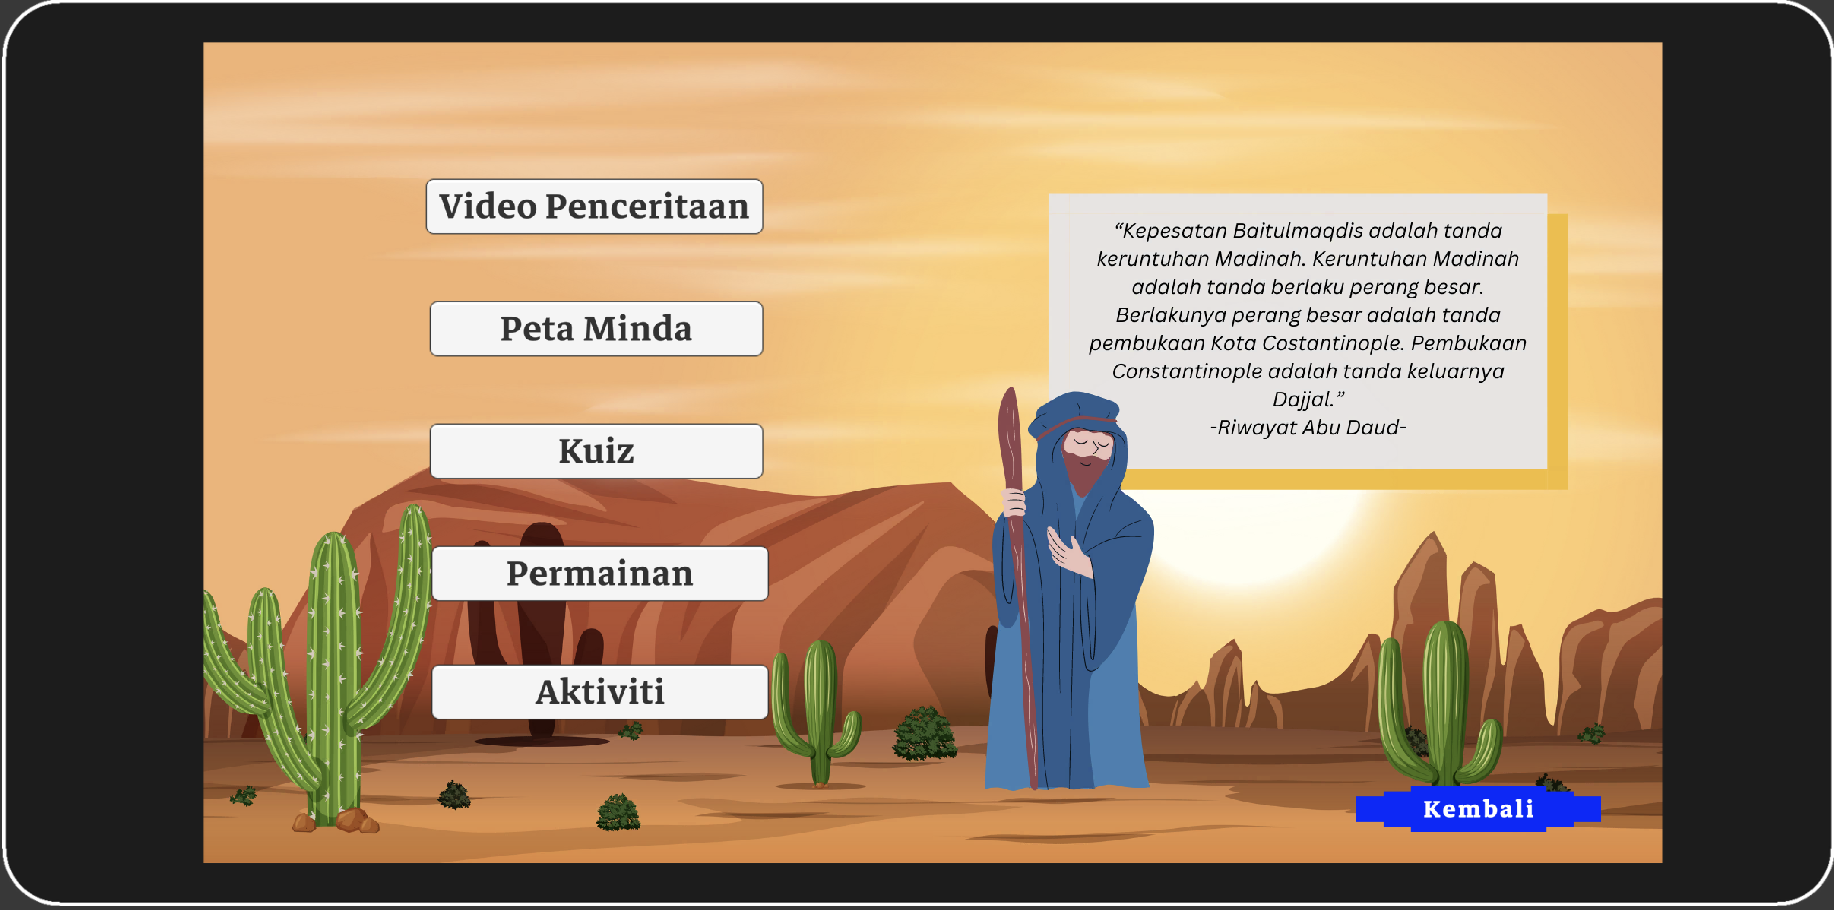 Video Penceritaan
Peta Minda
Kuiz
Permainan
Aktiviti
“Kepesatan Baitulmaqdis adalah tanda
keruntuhan Madinah. Keruntuhan Madinah
adalah tanda berlaku perang besar.
Berlakunya perang besar adalah tanda
pembukaan Kota Costantinople. Pembukaan
Constantinople adalah tanda keluarnya
Dajjal.”
-Riwayat Abu Daud-
Kembali